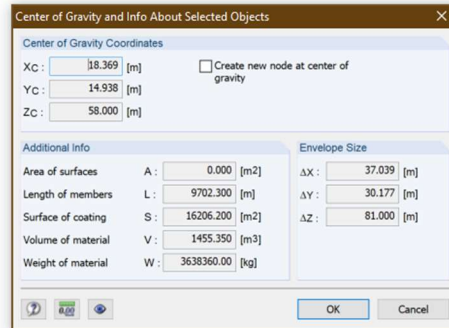 Center of Gravity and Info About Selected Objects
Center of Gravity Coordinates
XC : 18.369 [m]
Create new node at center of
gravity
YC : 14.938 [m]
ZC : 58.000 [m]
Additional Info
Envelope Size
Area of surfaces A : 0.000 [m2]
ΔX : 37.039 [m]
Length of members L : 9702.300 [m]
ΔY : 30.177 [m]
Surface of coating S : 16206.200 [m2]
ΔZ : 81.000 [m]
Volume of material V : 1455.350 [m3]
Weight of material W : 3638360.00 [kg]
0.00
OK
Cancel